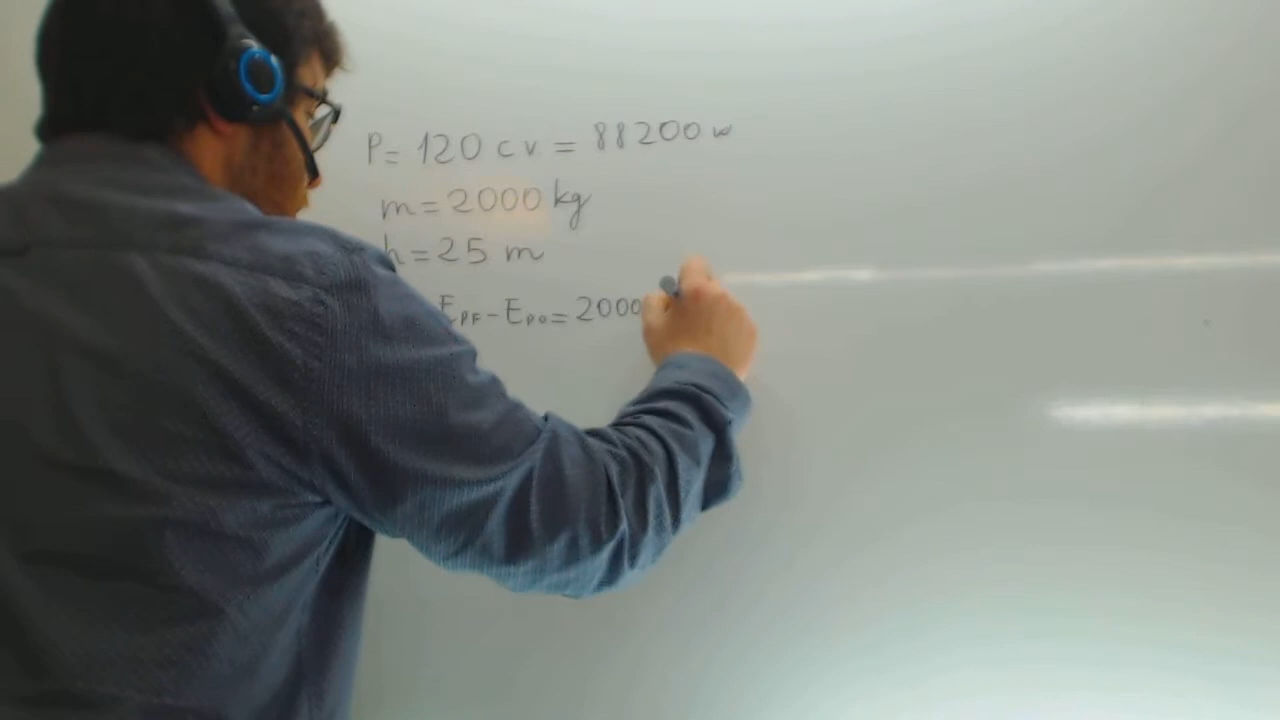 P= 120 cv = 88200 w
m = 2000 kg
h = 25 m
EPF - EPO = 2000